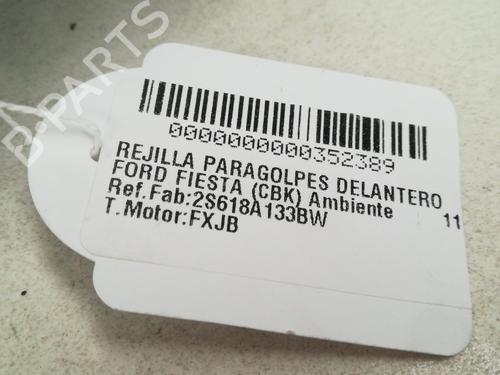 B-PARTS
0000000000352389
REJILLA PARAGOLPES DELANTERO
FORD FIESTA (CBK) Ambiente 11
Ref.Fab:2S618A133BW
T.Motor:FXJB